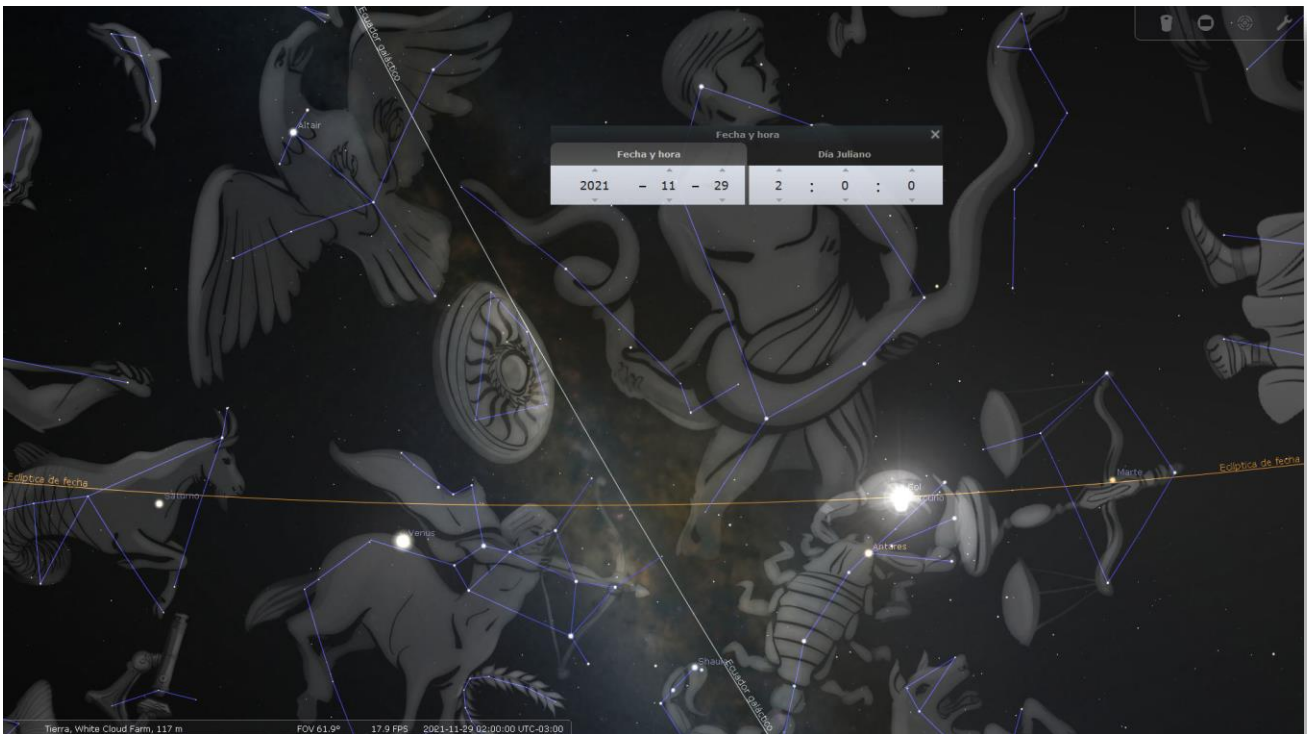 Ecuador galáctico
Altair
Fecha y hora
Fecha y hora
Día Juliano
2021 - 11 - 29 2 : 0 : 0
Eclíptica de fecha
Eclíptica de fecha
Marte
Saturno
Sol
Venus
Antares
Shaula
Ecuador galáctico
Tierra, White Cloud Farm, 117 m FOV 61.9° 17.9 FPS 2021-11-29 02:00:00 UTC-03:00